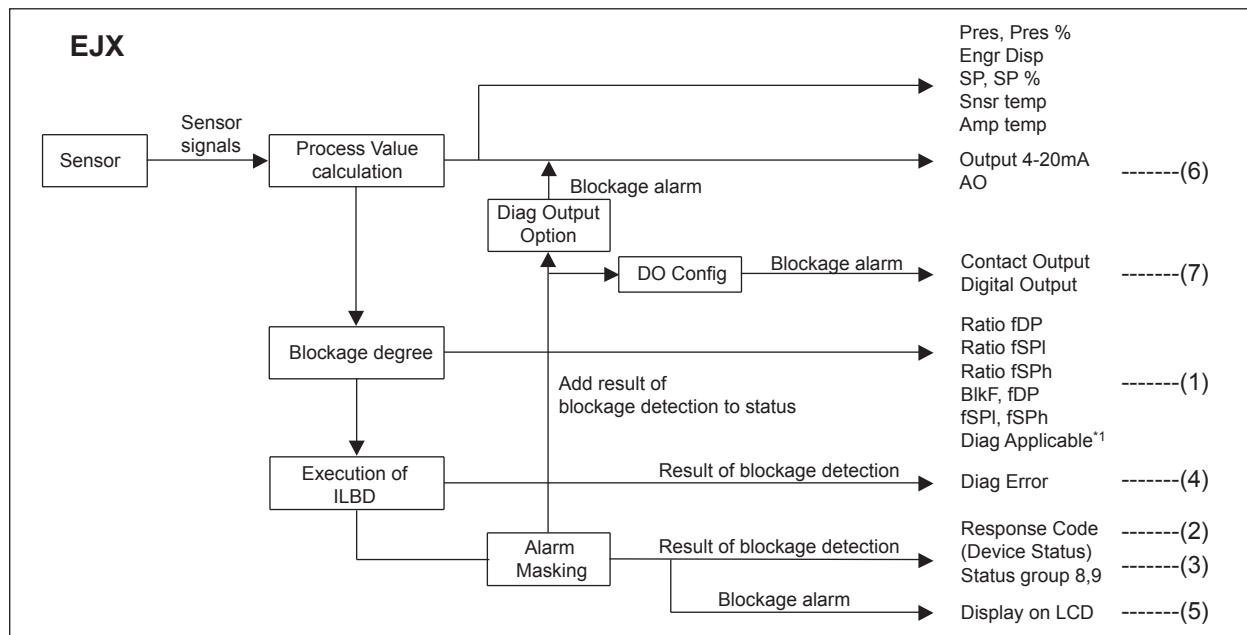 EJX
Pres, Pres %
Engr Disp
SP, SP %
Snsr temp
Amp temp
Sensor
signals
Sensor
Process Value
calculation
Output 4-20mA
AO
-------(6)
Blockage alarm
Diag Output
Option
DO Config
Blockage alarm
Contact Output
Digital Output
-------(7)
Blockage degree
Ratio fDP
Ratio fSPl
Ratio fSPh
BlkF, fDP
fSPl, fSPh
Diag Applicable*1
-------(1)
Add result of
blockage detection to status
Execution of
ILBD
Result of blockage detection
Diag Error
-------(4)
Alarm
Masking
Result of blockage detection
Response Code
(Device Status)
Status group 8,9
-------(2)
-------(3)
Blockage alarm
Display on LCD
-------(5)